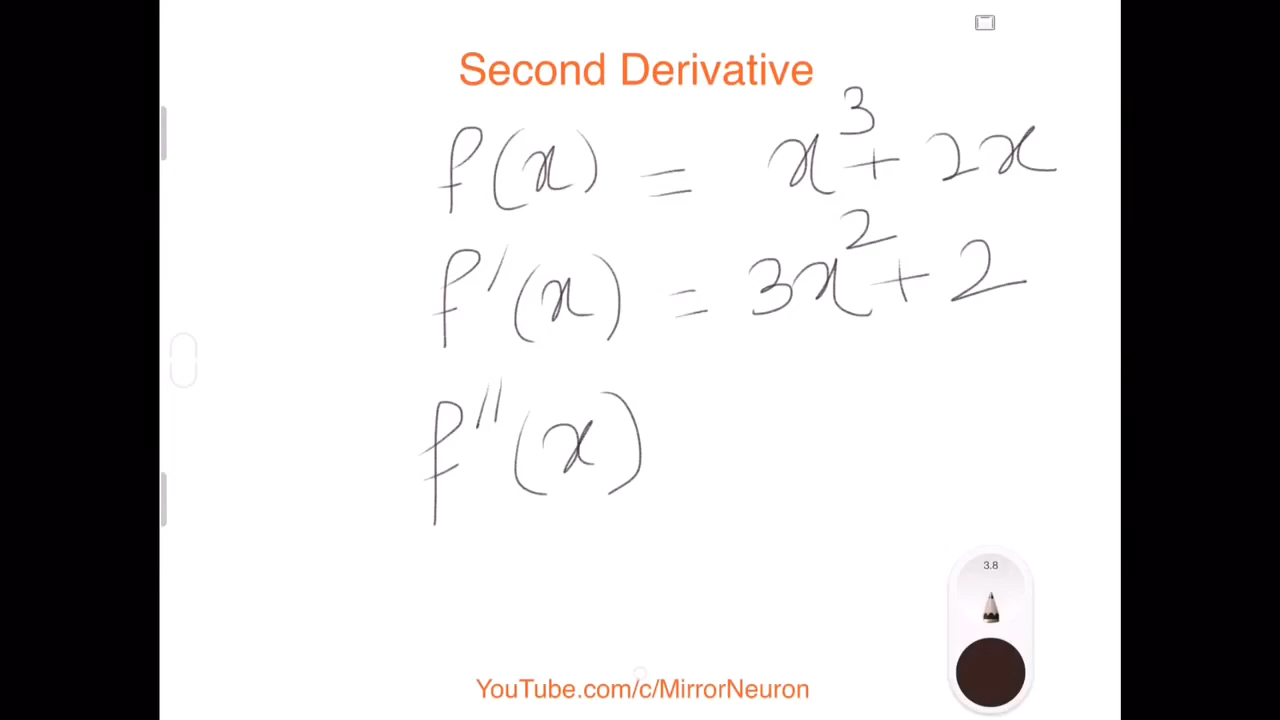 Second Derivative
f(x) = x³ + 2x
f'(x) = 3x² + 2
f''(x)
3.8
YouTube.com/c/MirrorNeuron